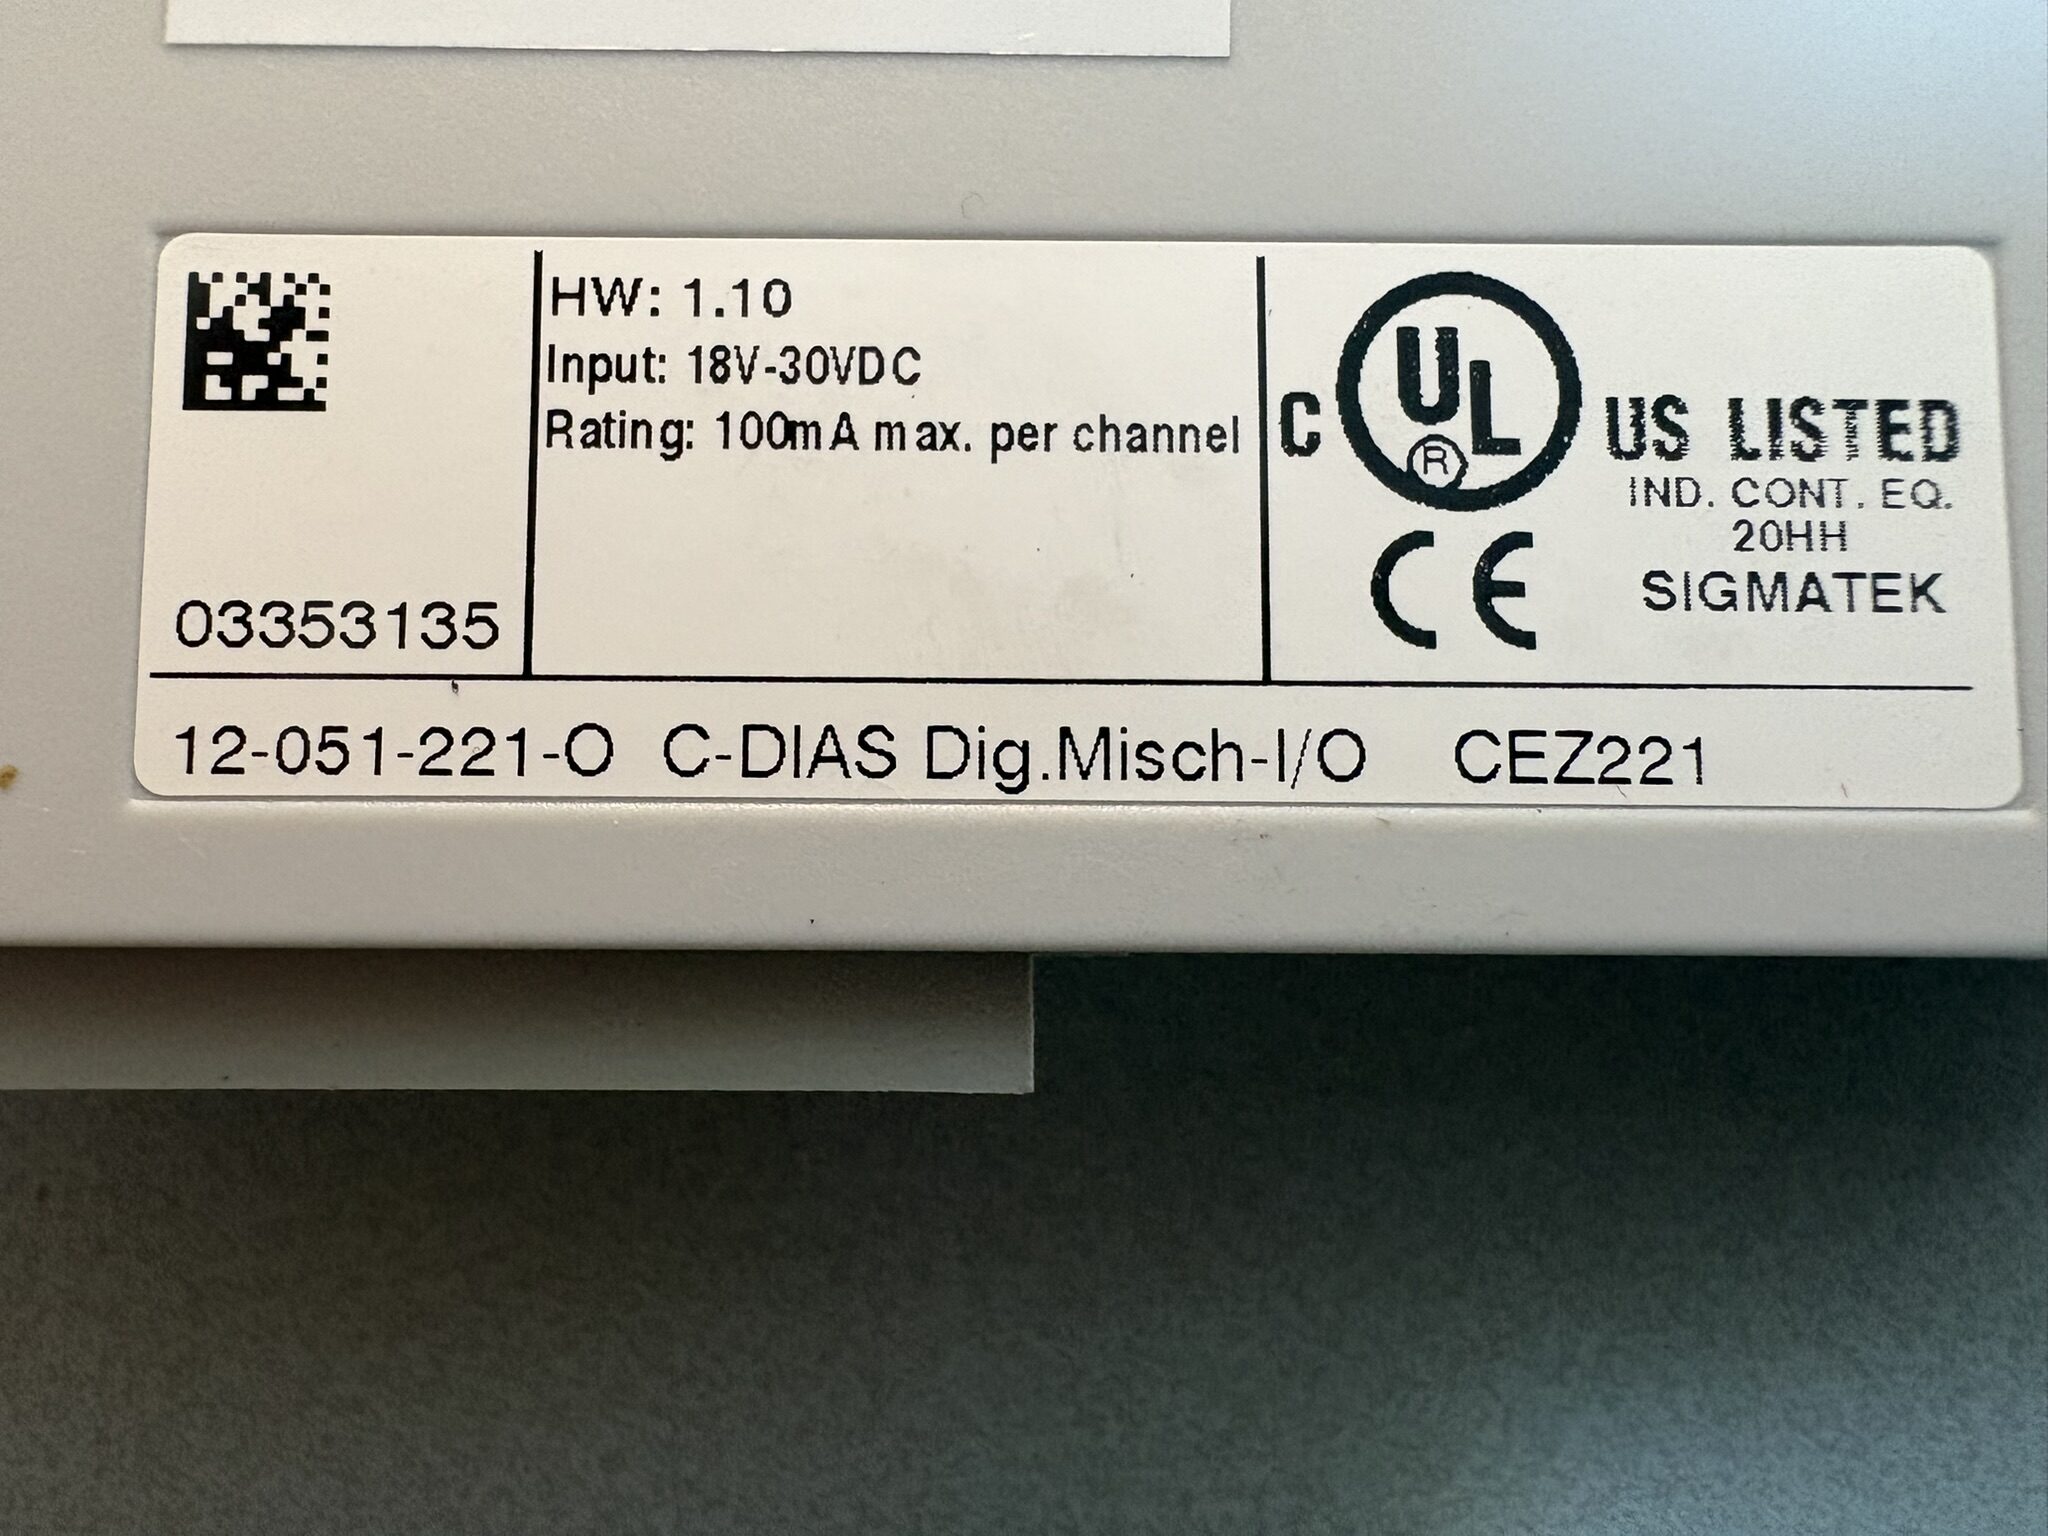 HW: 1.10
Input: 18V-30VDC
Rating: 100mA max. per channel
03353135
C UL® US LISTED
IND. CONT. EQ.
20HH
CE SIGMATEK
12-051-221-O C-DIAS Dig.Misch-I/O CEZ221